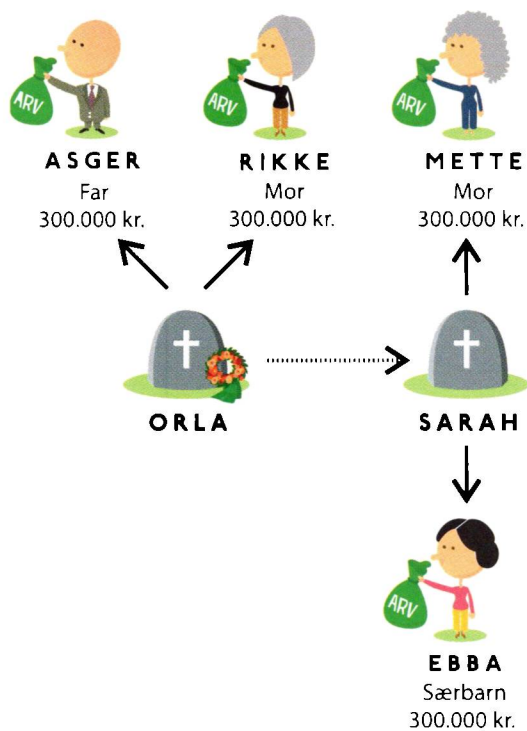 ARV
ARV
ARV
ASGER
Far
300.000 kr.
RIKKE
Mor
300.000 kr.
METTE
Mor
300.000 kr.
ORLA
SARAH
ARV
EBBA
Særbarn
300.000 kr.